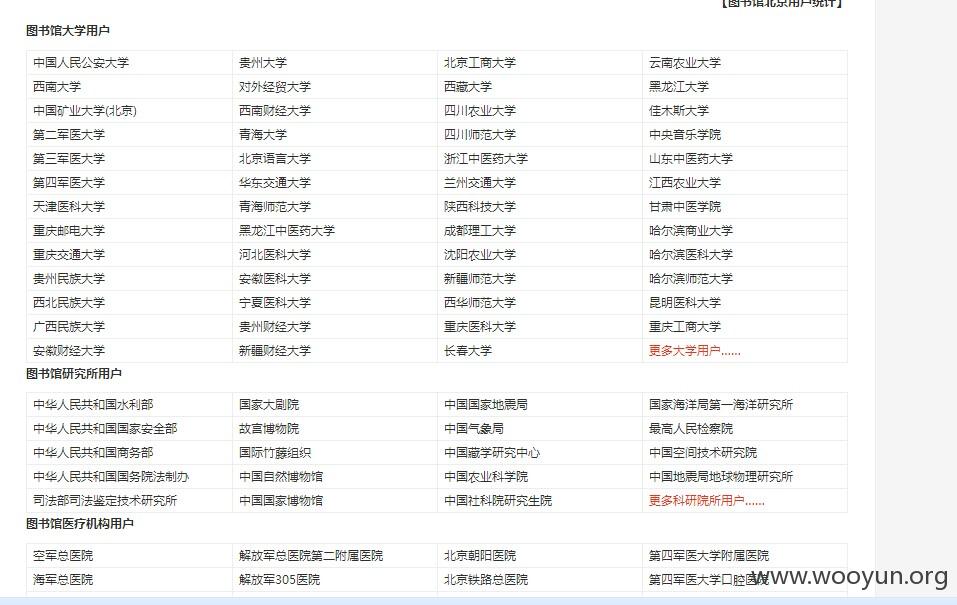 【图书馆北京用户统计】
图书馆大学用户
中国人民公安大学 贵州大学 北京工商大学 云南农业大学
西南大学 对外经贸大学 西藏大学 黑龙江大学
中国矿业大学(北京) 西南财经大学 四川农业大学 佳木斯大学
第二军医大学 青海大学 四川师范大学 中央音乐学院
第三军医大学 北京语言大学 浙江中医药大学 山东中医药大学
第四军医大学 华东交通大学 兰州交通大学 江西农业大学
天津医科大学 青海师范大学 陕西科技大学 甘肃中医学院
重庆邮电大学 黑龙江中医药大学 成都理工大学 哈尔滨商业大学
重庆交通大学 河北医科大学 沈阳农业大学 哈尔滨医科大学
贵州民族大学 安徽医科大学 新疆师范大学 哈尔滨师范大学
西北民族大学 宁夏医科大学 西华师范大学 昆明医科大学
广西民族大学 贵州财经大学 重庆医科大学 重庆工商大学
安徽财经大学 新疆财经大学 长春大学 更多大学用户......
图书馆研究所用户
中华人民共和国水利部 国家大剧院 中国国家地震局 国家海洋局第一海洋研究所
中华人民共和国国家安全部 故宫博物院 中国气象局 最高人民检察院
中华人民共和国商务部 国际竹藤组织 中国藏学研究中心 中国空间技术研究院
中华人民共和国国务院法制办 中国自然博物馆 中国农业科学院 中国地震局地球物理研究所
司法部司法鉴定技术研究所 中国国家博物馆 中国社科院研究生院 更多科研院所用户......
图书馆医疗机构用户
空军总医院 解放军总医院第二附属医院 北京朝阳医院 第四军医大学附属医院
海军总医院 解放军305医院 北京铁路总医院 第四军医大学口腔医院
www.wooyun.org